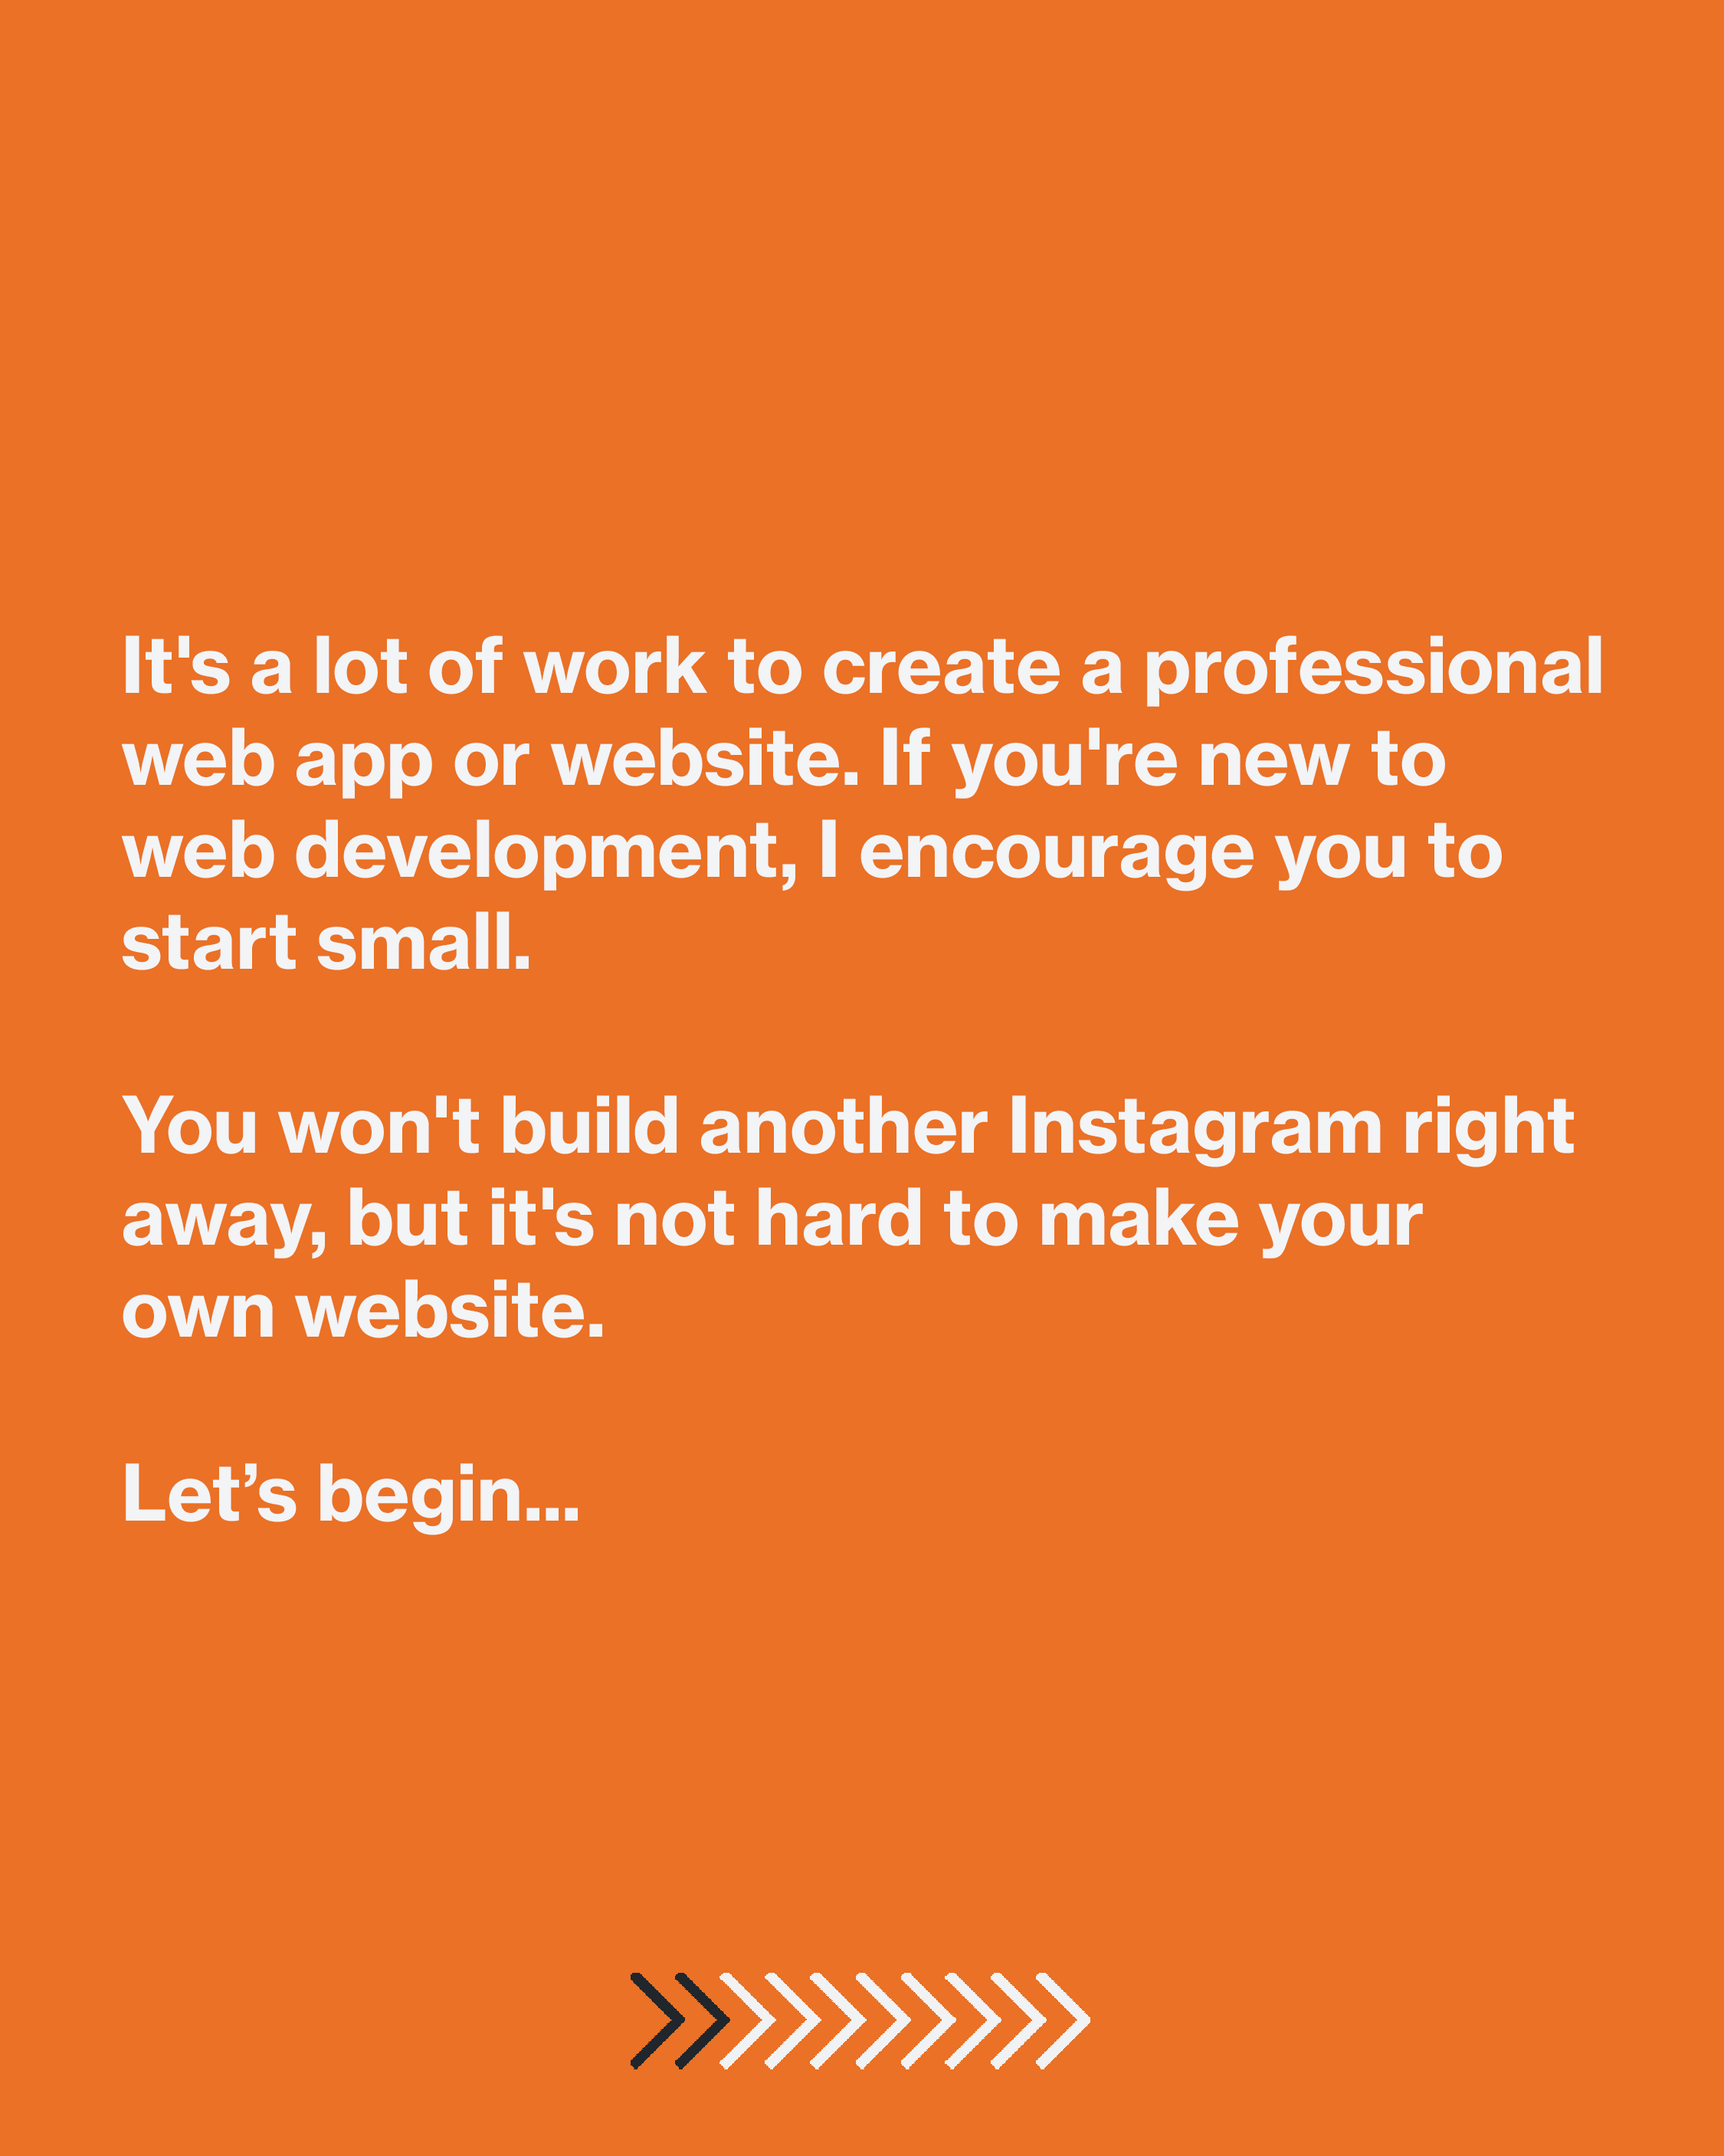 It's a lot of work to create a professional
web app or website. If you're new to
web development, I encourage you to
start small.
You won't build another Instagram right
away, but it's not hard to make your
own website.
Let’s begin...